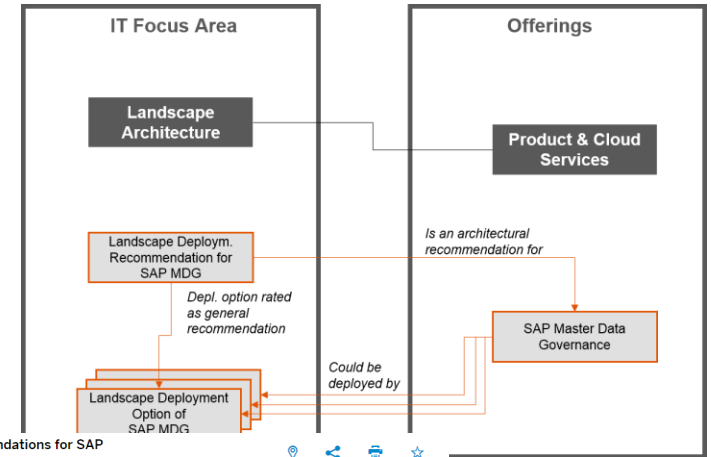 IT Focus Area
Offerings
Landscape
Architecture
Product & Cloud
Services
Landscape Deploym.
Recommendation for
SAP MDG
Is an architectural
recommendation for
Depl. option rated
as general
recommendation
SAP Master Data
Governance
Could be
deployed by
Landscape Deployment
Option of
SAP MDG
ndations for SAP